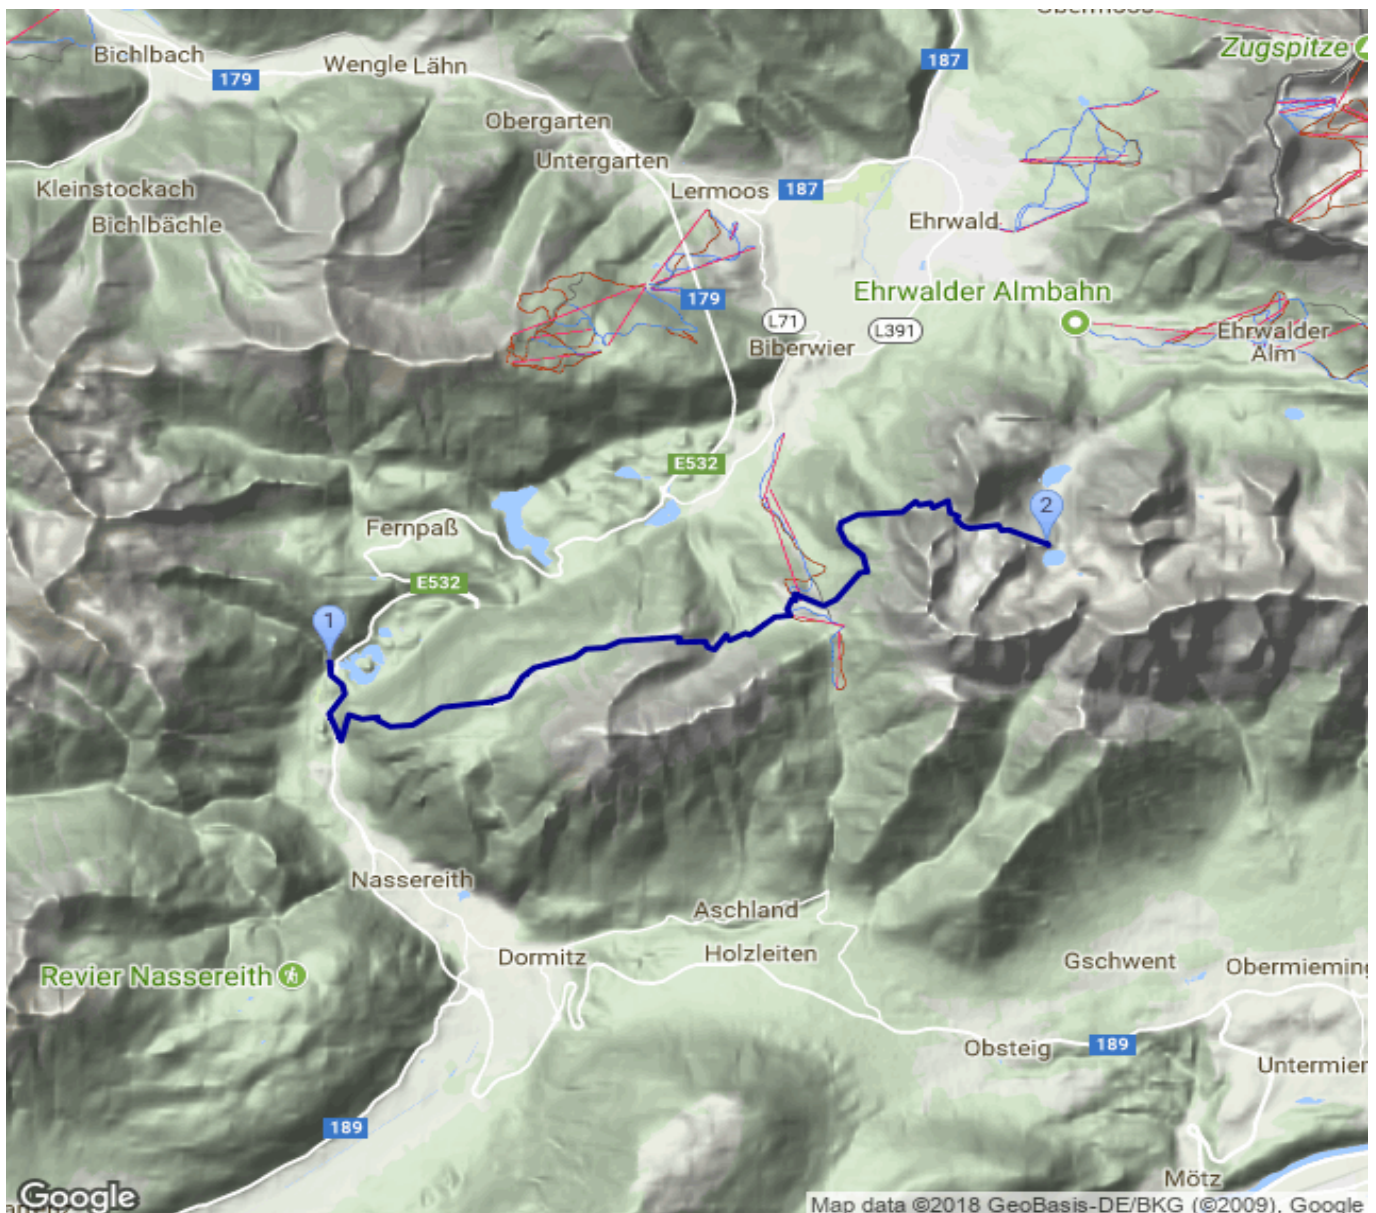 Obermoos
Bichlbach
Zugspitze
Wengle Lähn
187
179
Obergarten
Untergarten
Kleinstockach
Lermoos
187
Bichlbächle
Ehrwald
Ehrwalder Almbahn
179
L71
L391
Ehrwalder
Alm
Biberwier
E532
2
Fernpaß
E532
1
Nassereith
Aschland
Dormitz
Holzleiten
Gschwent
Obermieming
Revier Nassereith
Obsteig
189
Untermier
189
Mötz
Google
Map data ©2018 GeoBasis-DE/BKG (©2009), Google